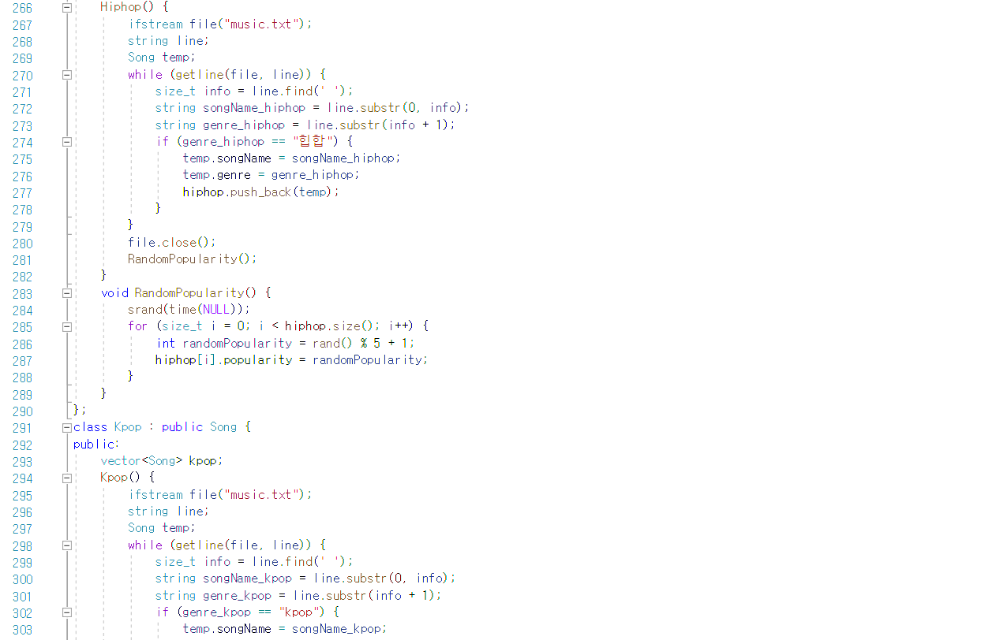 266 Hiphop() {
267 ifstream file("music.txt");
268 string line;
269 Song temp;
270 while (getline(file, line)) {
271 size_t info = line.find(' ');
272 string songName_hiphop = line.substr(0, info);
273 string genre_hiphop = line.substr(info + 1);
274 if (genre_hiphop == "힙합") {
275 temp.songName = songName_hiphop;
276 temp.genre = genre_hiphop;
277 hiphop.push_back(temp);
278 }
279 }
280 file.close();
281 RandomPopularity();
282 }
283 void RandomPopularity() {
284 srand(time(NULL));
285 for (size_t i = 0; i < hiphop.size(); i++) {
286 int randomPopularity = rand() % 5 + 1;
287 hiphop[i].popularity = randomPopularity;
288 }
289 }
290 };
291 class Kpop : public Song {
292 public:
293 vector<Song> kpop;
294 Kpop() {
295 ifstream file("music.txt");
296 string line;
297 Song temp;
298 while (getline(file, line)) {
299 size_t info = line.find(' ');
300 string songName_kpop = line.substr(0, info);
301 string genre_kpop = line.substr(info + 1);
302 if (genre_kpop == "kpop") {
303 temp.songName = songName_kpop;